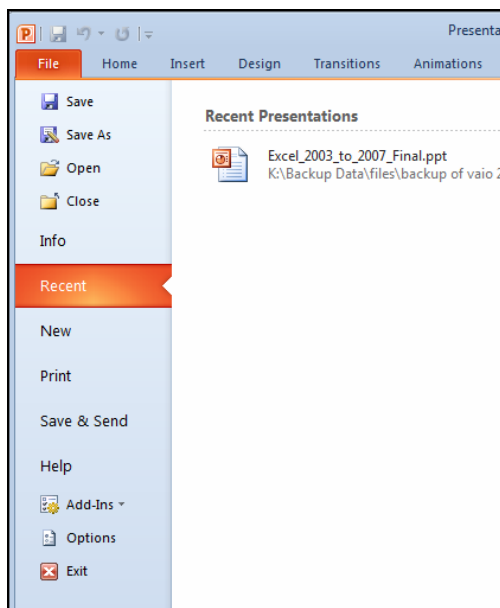 Presenta
File Home Insert Design Transitions Animations
Save
Save As
Open
Close
Info
Recent
New
Print
Save & Send
Help
Add-Ins
Options
Exit
Recent Presentations
Excel_2003_to_2007_Final.ppt
K:\Backup Data\files\backup of vaio 2